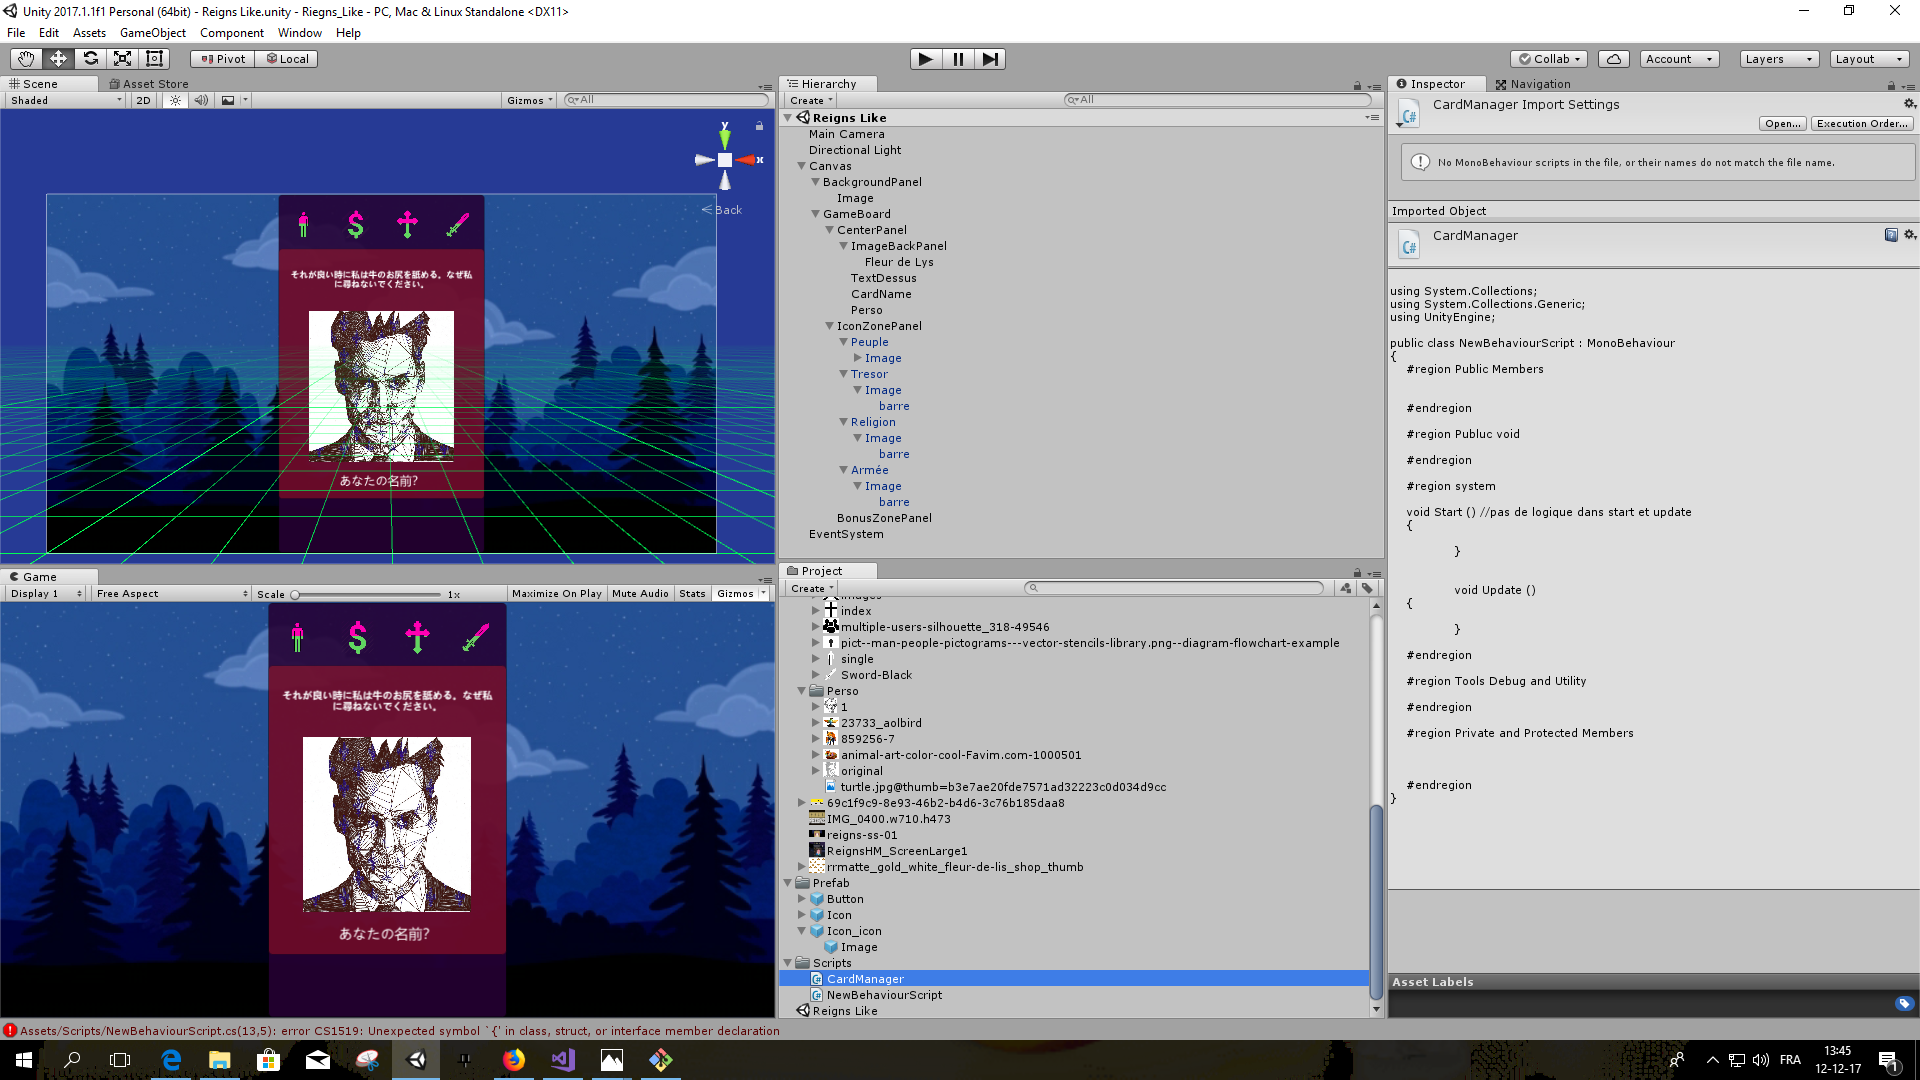 Unity 2017.1.1f1 Personal (64bit) - Reigns Like.unity - Riegns_Like - PC, Mac & Linux Standalone <DX11>
File Edit Assets GameObject Component Window Help
Pivot Local Collab Account Layers Layout
Scene Asset Store
Shaded 2D Gizmos All
y
x
Back
それが良い時に私は牛のお尻を舐める。なぜ私
に尋ねないでください。
あなたの名前?
Game
Display 1 Free Aspect Scale 1x Maximize On Play Mute Audio Stats Gizmos
それが良い時に私は牛のお尻を舐める。なぜ私
に尋ねないでください。
あなたの名前?
Hierarchy
Create All
Reigns Like
Main Camera
Directional Light
Canvas
BackgroundPanel
Image
GameBoard
CenterPanel
ImageBackPanel
Fleur de Lys
TextDessus
CardName
Perso
IconZonePanel
Peuple
Image
Tresor
Image
barre
Religion
Image
barre
Armée
Image
barre
BonusZonePanel
EventSystem
Project
Create
images
index
multiple-users-silhouette_318-49546
pict--man-people-pictograms---vector-stencils-library.png--diagram-flowchart-example
single
Sword-Black
Perso
1
23733_aolbird
859256-7
animal-art-color-cool-Favim.com-1000501
original
turtle.jpg@thumb=b3e7ae20fde7571ad32223c0d034d9cc
69c1f9c9-8e93-46b2-b4d6-3c76b185daa8
IMG_0400.w710.h473
reigns-ss-01
ReignsHM_ScreenLarge1
rrmatte_gold_white_fleur-de-lis_shop_thumb
Prefab
Button
Icon
Icon_icon
Image
Scripts
CardManager
NewBehaviourScript
Reigns Like
Inspector Navigation
CardManager Import Settings
Open... Execution Order...
No MonoBehaviour scripts in the file, or their names do not match the file name.
Imported Object
CardManager
using System.Collections;
using System.Collections.Generic;
using UnityEngine;
public class NewBehaviourScript : MonoBehaviour
{
#region Public Members
#endregion
#region Publuc void
#endregion
#region system
void Start () //pas de logique dans start et update
{
}
void Update ()
{
}
#endregion
#region Tools Debug and Utility
#endregion
#region Private and Protected Members
#endregion
}
Asset Labels
Assets/Scripts/NewBehaviourScript.cs(13,5): error CS1519: Unexpected symbol `{' in class, struct, or interface member declaration
FRA
13:45
12-12-17
1